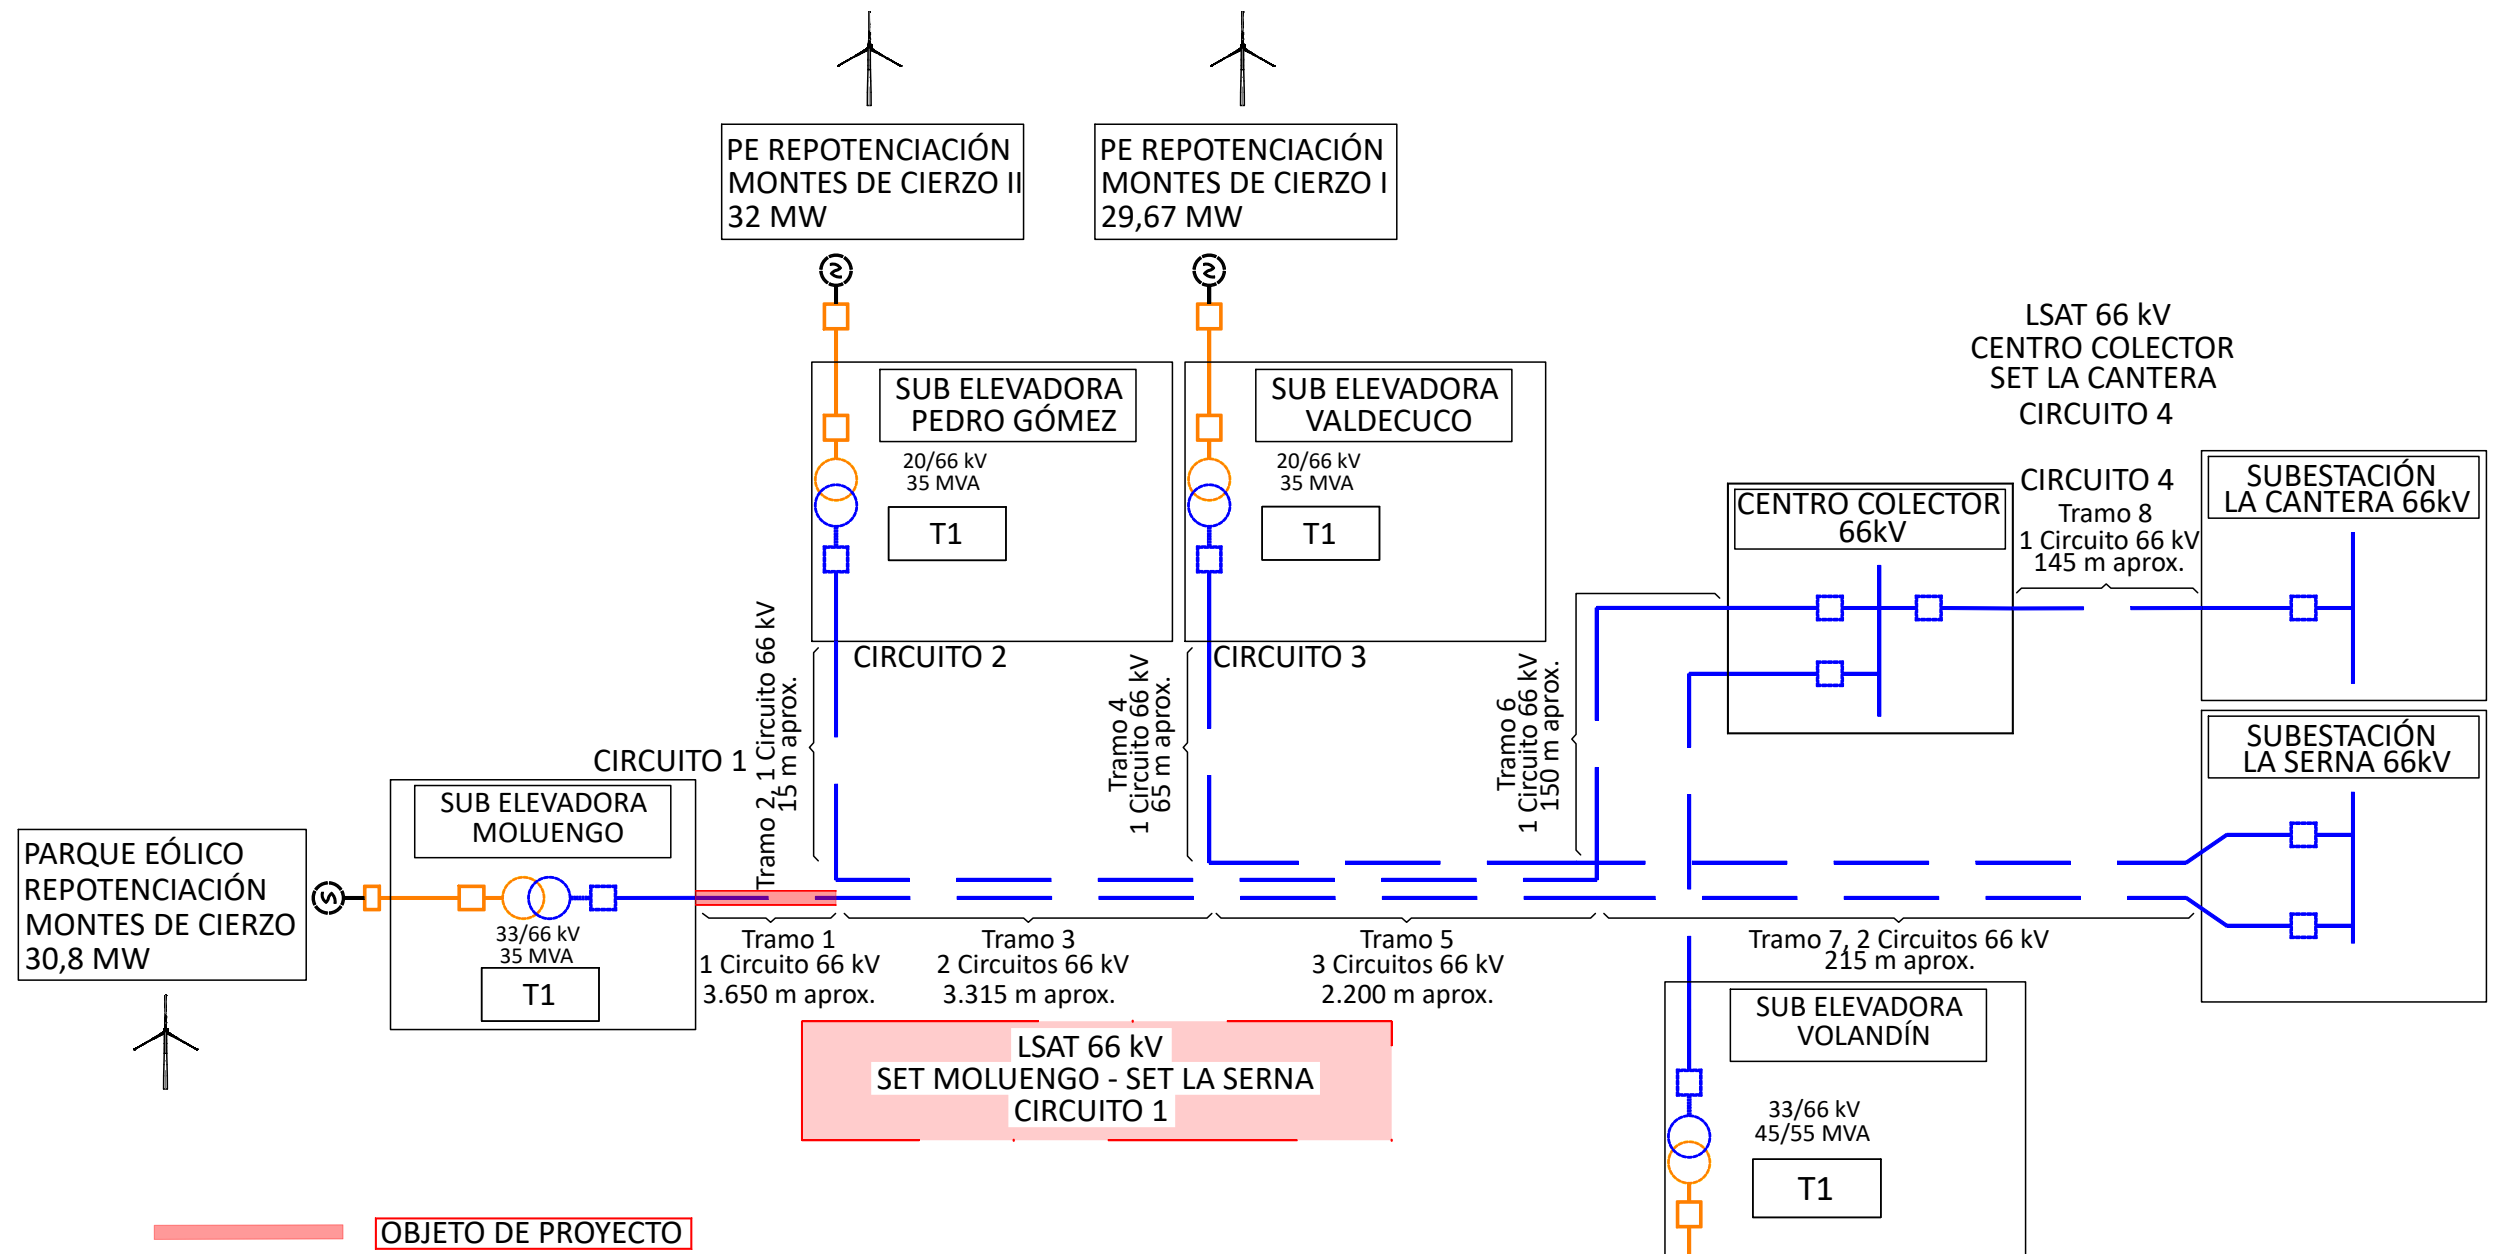 PE REPOTENCIACIÓN
MONTES DE CIERZO II
32 MW
PE REPOTENCIACIÓN
MONTES DE CIERZO I
29,67 MW
LSAT 66 kV
CENTRO COLECTOR
SET LA CANTERA
CIRCUITO 4
SUB ELEVADORA
PEDRO GÓMEZ
20/66 kV
35 MVA
T1
SUB ELEVADORA
VALDECUCO
20/66 kV
35 MVA
T1
CENTRO COLECTOR
66kV
CIRCUITO 4
Tramo 8
1 Circuito 66 kV
145 m aprox.
SUBESTACIÓN
LA CANTERA 66kV
CIRCUITO 2
CIRCUITO 3
Tramo 2, 1 Circuito 66 kV
15 m aprox.
Tramo 4
1 Circuito 66 kV
65 m aprox.
Tramo 6
1 Circuito 66 kV
150 m aprox.
SUBESTACIÓN
LA SERNA 66kV
CIRCUITO 1
SUB ELEVADORA
MOLUENGO
33/66 kV
35 MVA
T1
PARQUE EÓLICO
REPOTENCIACIÓN
MONTES DE CIERZO
30,8 MW
Tramo 1
1 Circuito 66 kV
3.650 m aprox.
Tramo 3
2 Circuitos 66 kV
3.315 m aprox.
Tramo 5
3 Circuitos 66 kV
2.200 m aprox.
Tramo 7, 2 Circuitos 66 kV
215 m aprox.
LSAT 66 kV
SET MOLUENGO - SET LA SERNA
CIRCUITO 1
SUB ELEVADORA
VOLANDÍN
33/66 kV
45/55 MVA
T1
OBJETO DE PROYECTO